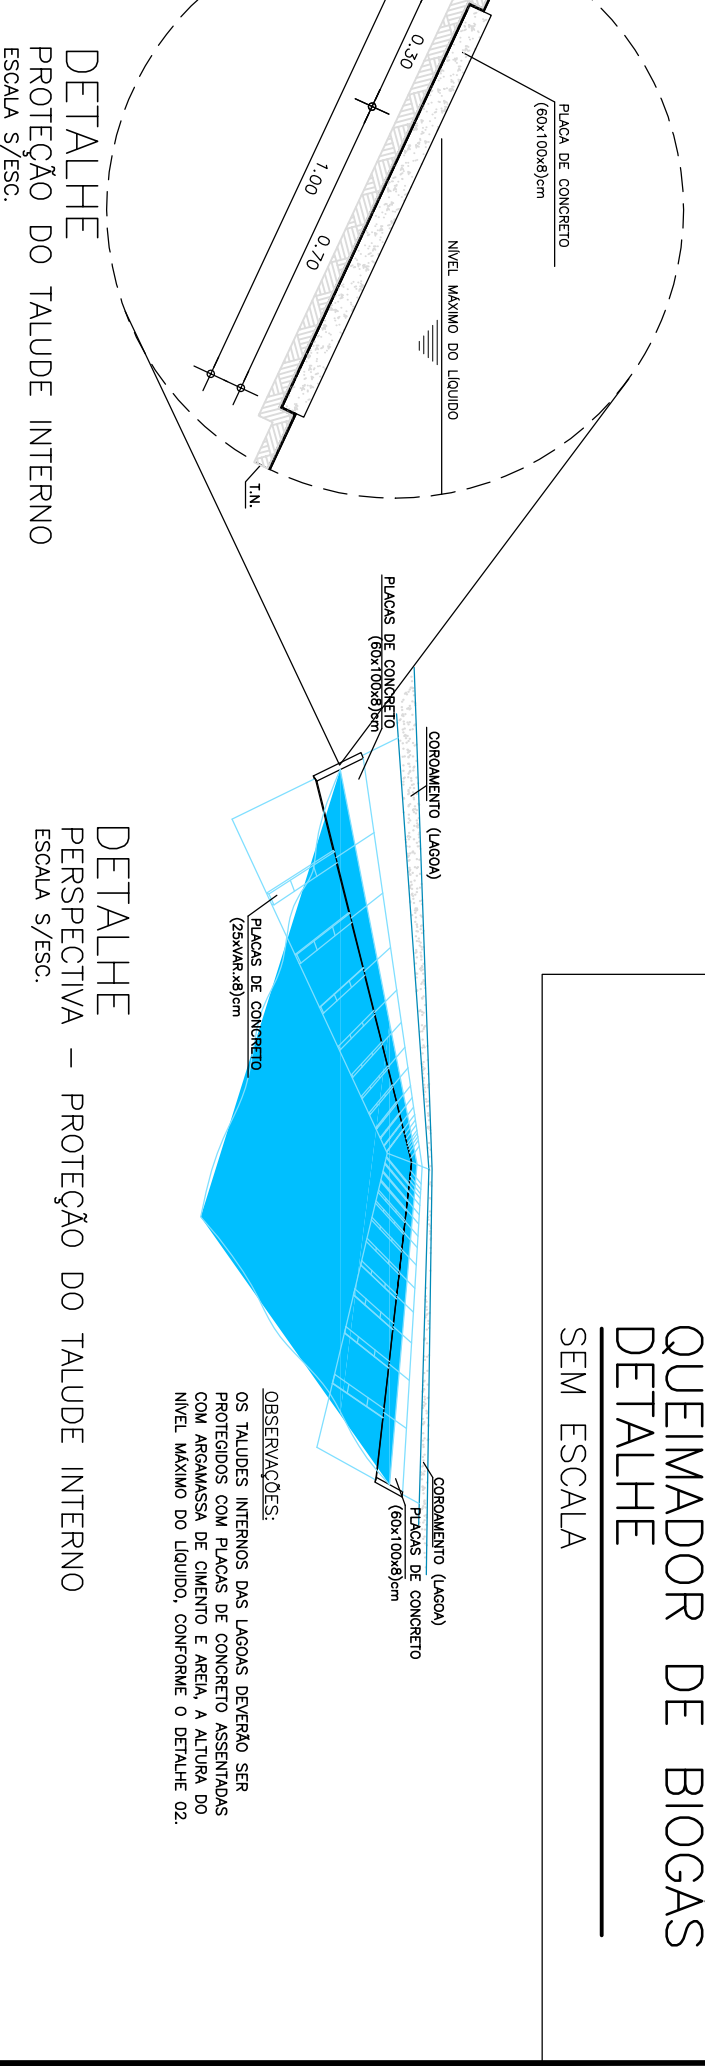 QUEIMADOR DE BIOGÁS
DETALHE
SEM ESCALA
PLACA DE CONCRETO
(60x100x8)cm
NÍVEL MÁXIMO DO LÍQUIDO
0.30
1.00
0.70
T.N.
DETALHE
PROTEÇÃO DO TALUDE INTERNO
ESCALA S/ESC.
COROAMENTO (LAGOA)
PLACAS DE CONCRETO
(60x100x8)cm
PLACAS DE CONCRETO
(25xVAR.x8)cm
COROAMENTO (LAGOA)
PLACAS DE CONCRETO
(60x100x8)cm
OBSERVAÇÕES:
OS TALUDES INTERNOS DAS LAGOAS DEVERÃO SER
PROTEGIDOS COM PLACAS DE CONCRETO ASSENTADAS
COM ARGAMASSA DE CIMENTO E AREIA, A ALTURA DO
NIVEL MÁXIMO DO LÍQUIDO, CONFORME O DETALHE 02.
DETALHE
PERSPECTIVA - PROTEÇÃO DO TALUDE INTERNO
ESCALA S/ESC.